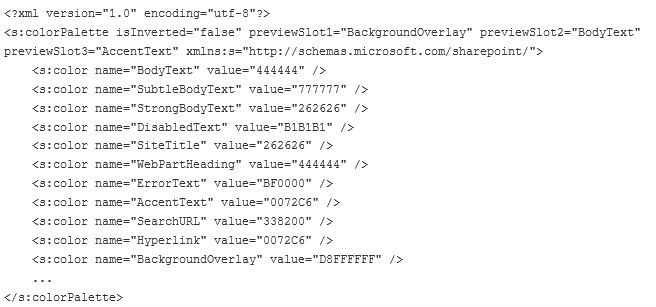 <?xml version="1.0" encoding="utf-8"?>
<s:colorPalette isInverted="false" previewSlot1="BackgroundOverlay" previewSlot2="BodyText"
previewSlot3="AccentText" xmlns:s="http://schemas.microsoft.com/sharepoint/">
    <s:color name="BodyText" value="444444" />
    <s:color name="SubtleBodyText" value="777777" />
    <s:color name="StrongBodyText" value="262626" />
    <s:color name="DisabledText" value="B1B1B1" />
    <s:color name="SiteTitle" value="262626" />
    <s:color name="WebPartHeading" value="444444" />
    <s:color name="ErrorText" value="BF0000" />
    <s:color name="AccentText" value="0072C6" />
    <s:color name="SearchURL" value="338200" />
    <s:color name="Hyperlink" value="0072C6" />
    <s:color name="BackgroundOverlay" value="D8FFFFFF" />
    ...
</s:colorPalette>